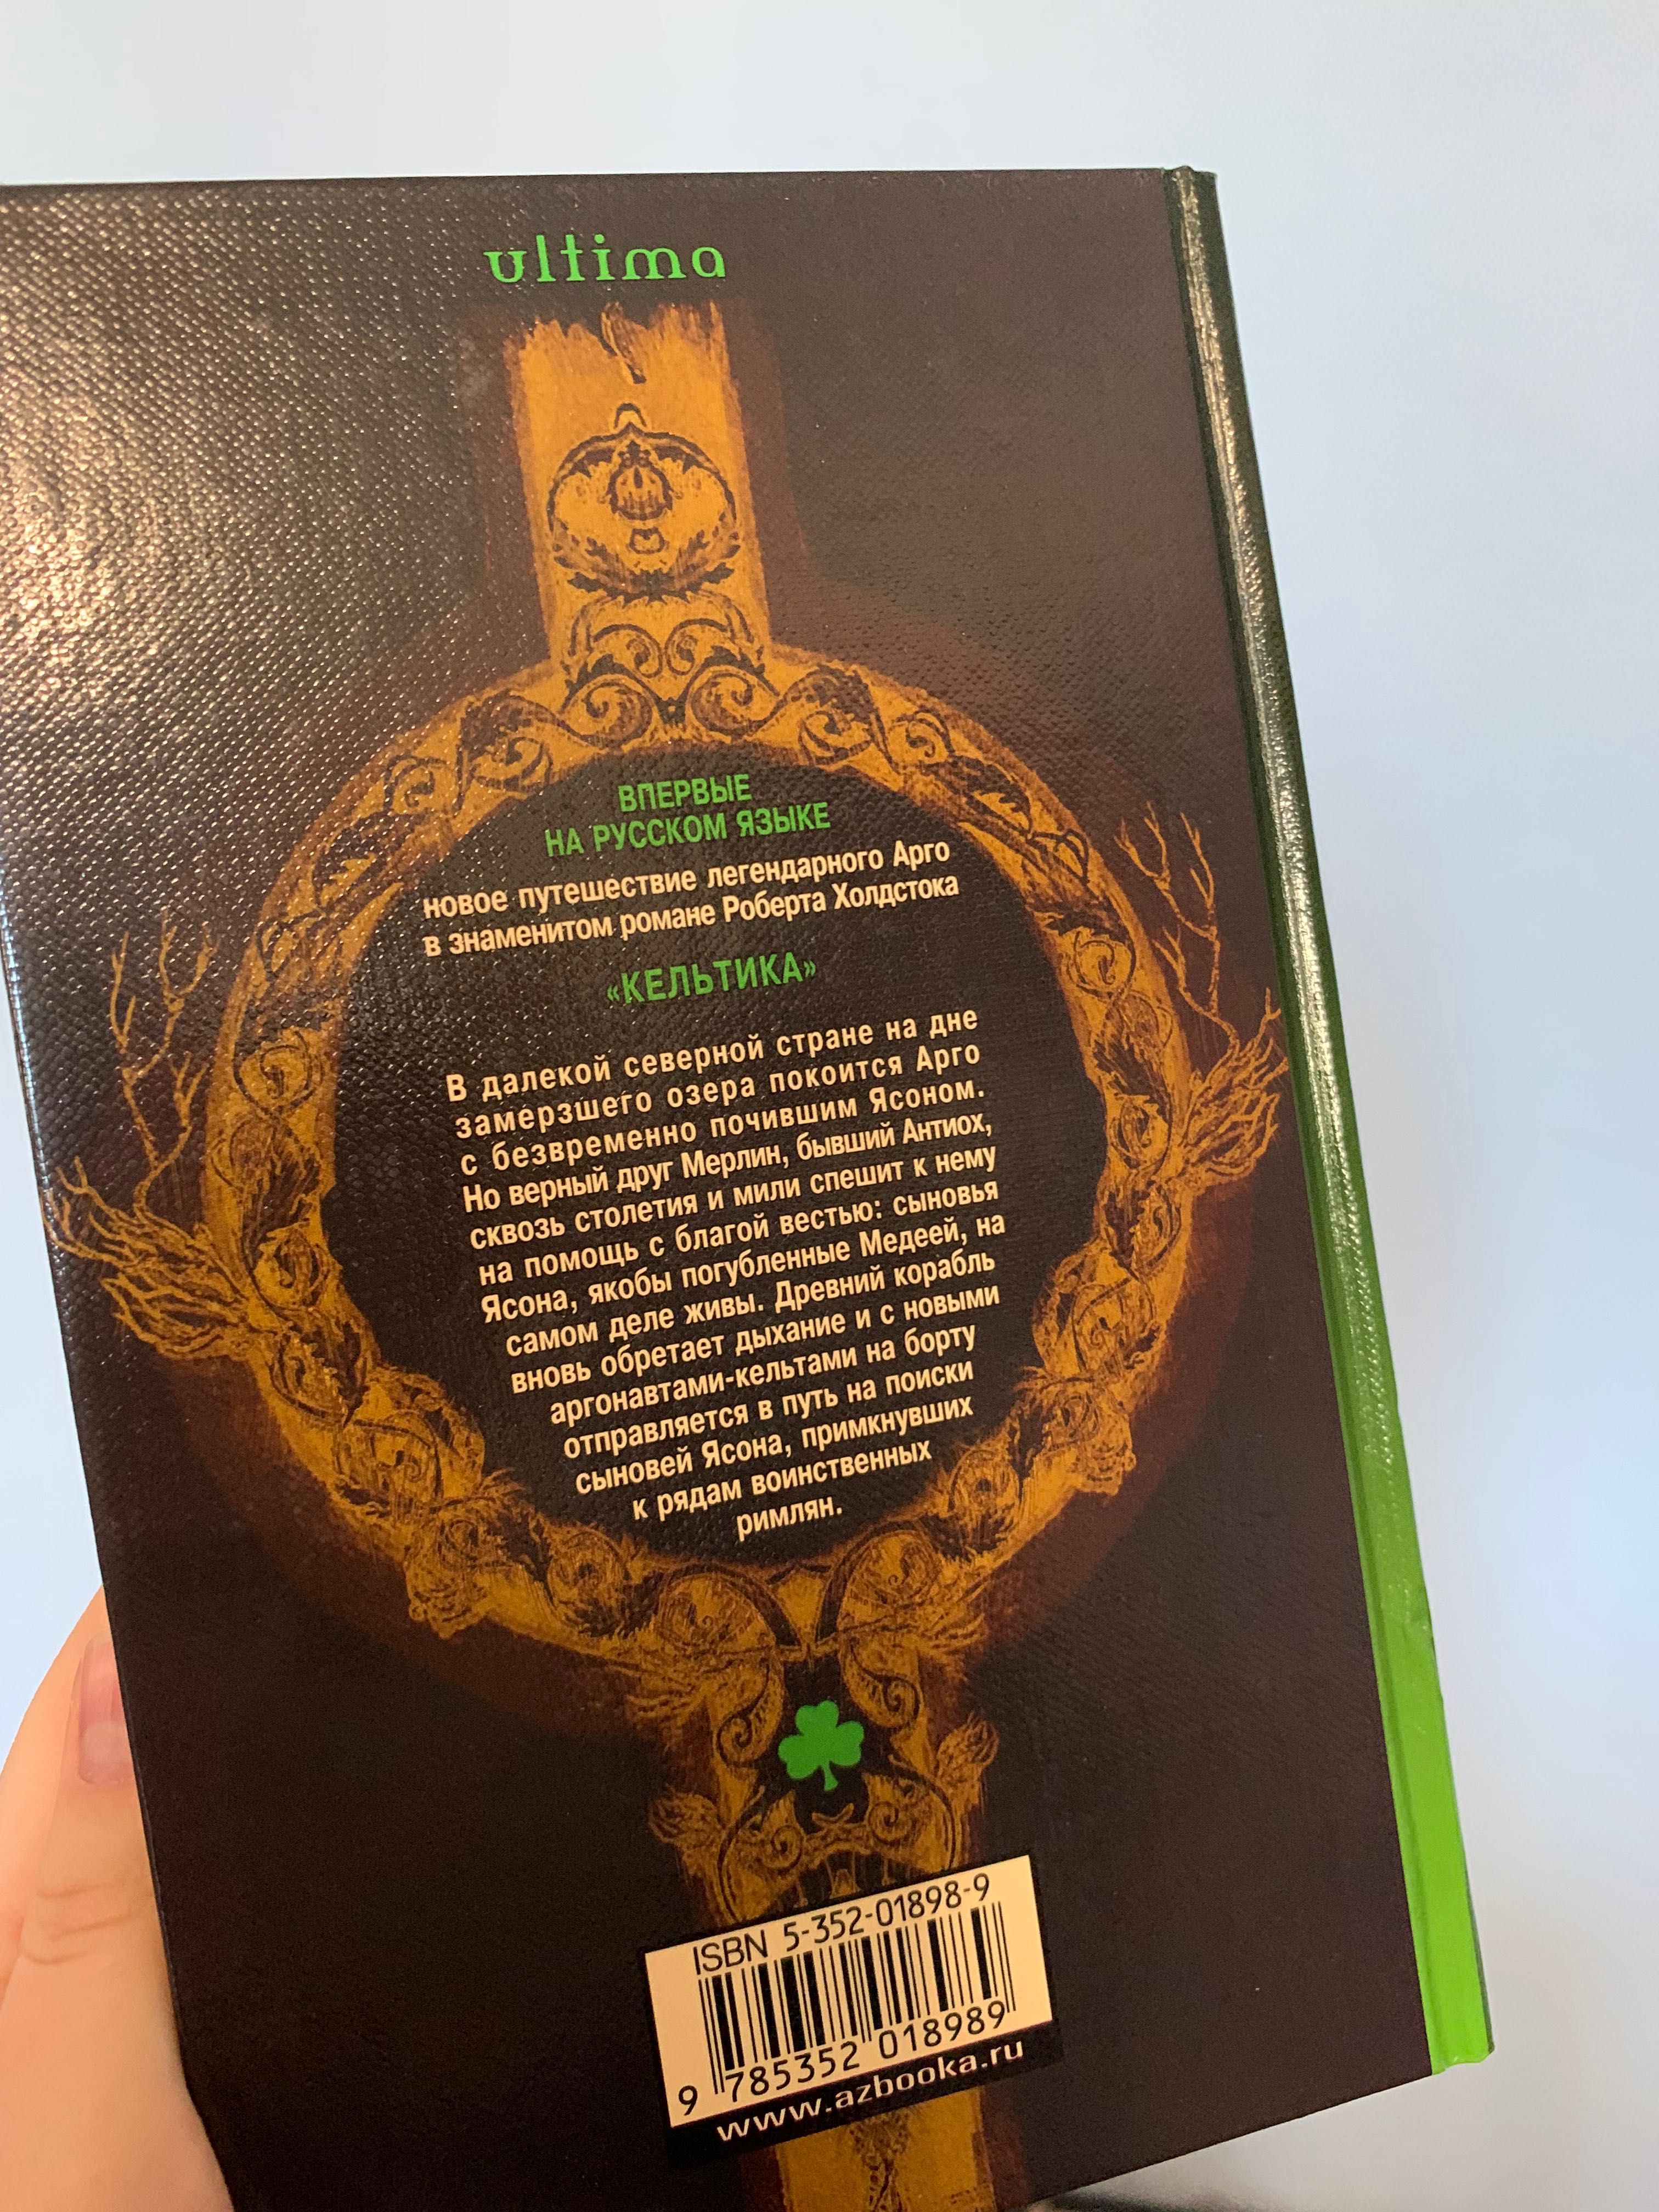 ultima
ВПЕРВЫЕ
НА РУССКОМ ЯЗЫКЕ
новое путешествие легендарного Арго
в знаменитом романе Роберта Холдстока
«КЕЛЬТИКА»
В далекой северной стране на дне
замерзшего озера покоится Арго
с безвременно почившим Ясоном.
Но верный друг Мерлин, бывший Антиох,
сквозь столетия и мили спешит к нему
на помощь с благой вестью: сыновья
Ясона, якобы погубленные Медеей, на
самом деле живы. Древний корабль
вновь обретает дыхание и с новыми
аргонавтами-кельтами на борту
отправляется в путь на поиски
сыновей Ясона, примкнувших
к рядам воинственных
римлян.
ISBN 5-352-01898-9
9 785352 018989
www.azbooka.ru